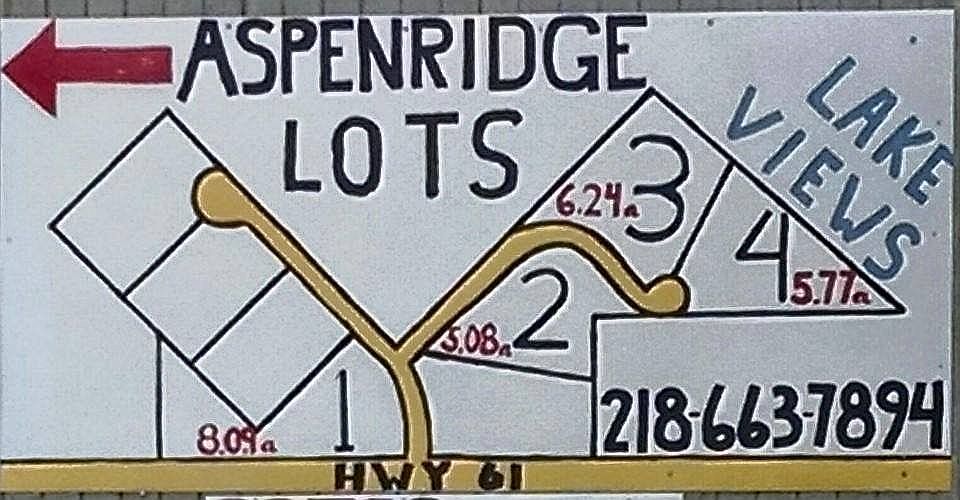 ASPENRIDGE
LOTS
LAKE
VIEWS
3
6.24a
4
5.77a
2
5.08a
1
8.09a
218-663-7894
HWY 61